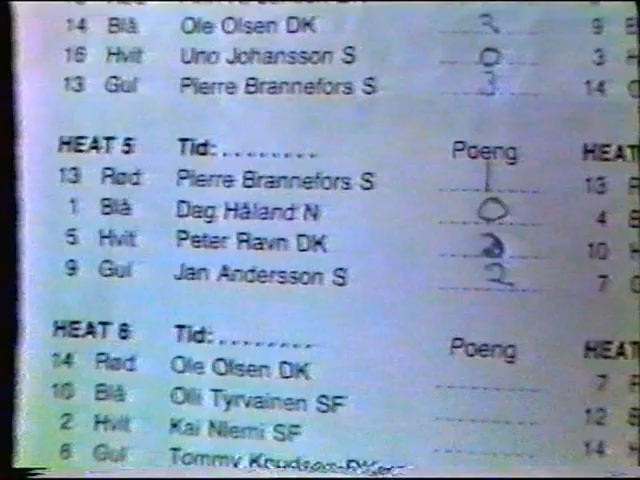 14 Blå Ole Olsen DK 9
16 Hvit Uno Johansson S 0 3
13 Gul Pierre Brannefors S 3 14
HEAT 5 Tid:........ Poeng HEAT
13 Rød Pierre Brannefors S 1 13
1 Blå Dag Håland N 0 4
5 Hvit Peter Ravn DK 10
9 Gul Jan Andersson S 2 7
HEAT 6 Tid:......... Poeng HEAT
14 Rød Ole Olsen DK 7
10 Blå Olli Tyrvainen SF 12
2 Hvit Kai Niemi SF 14
6 Gul Tommy Knudsen